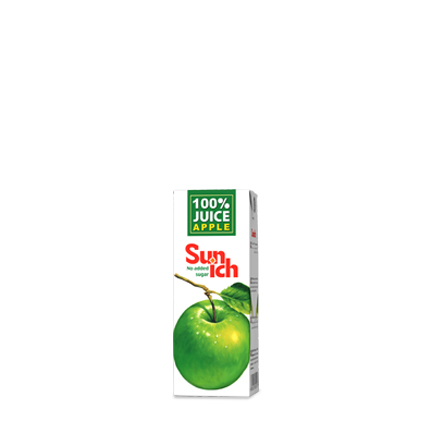 100%
JUICE
APPLE
Sun
ich
No added
sugar